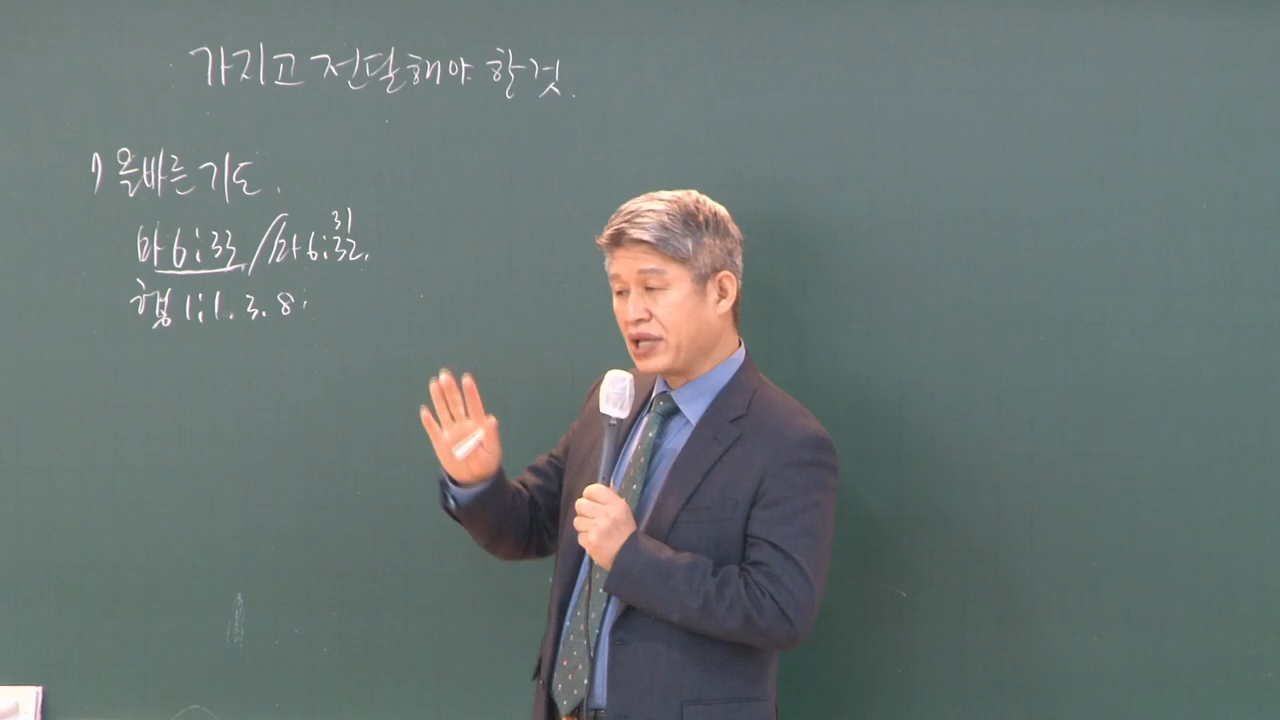 가지고 전달해야 할것.
1) 올바른 기도.
마 6:33 / 마 6:31 32.
행 1:1. 3. 8.